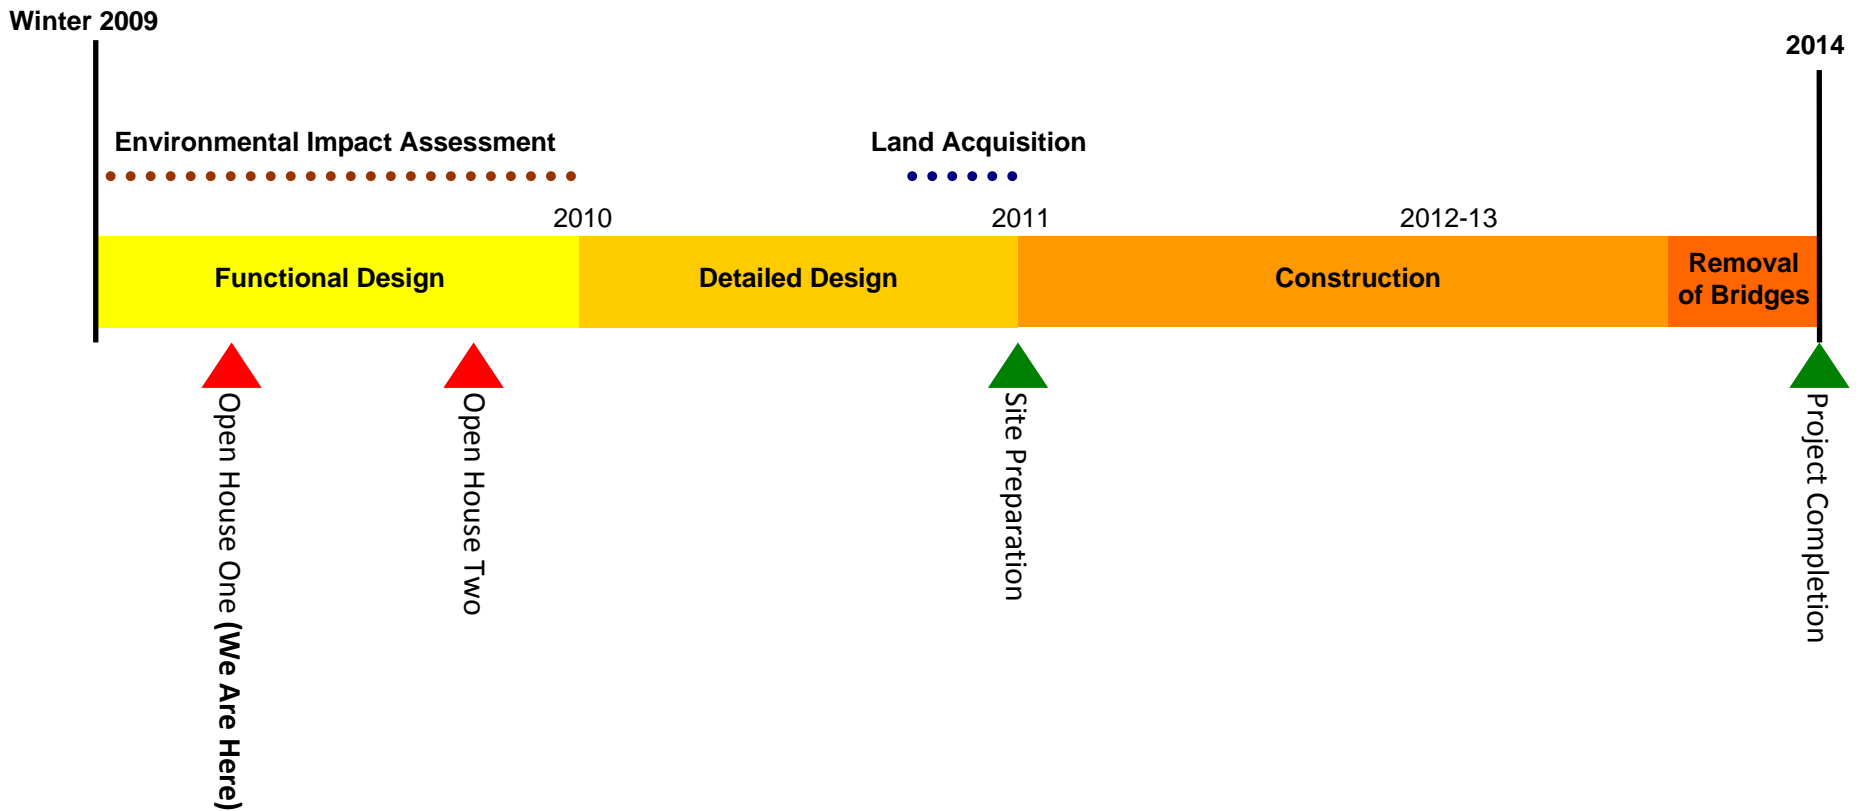 Winter 2009
2014
Environmental Impact Assessment
Land Acquisition
2010
2011
2012-13
Functional Design
Detailed Design
Construction
Removal
of Bridges
Open House One (We Are Here)
Open House Two
Site Preparation
Project Completion